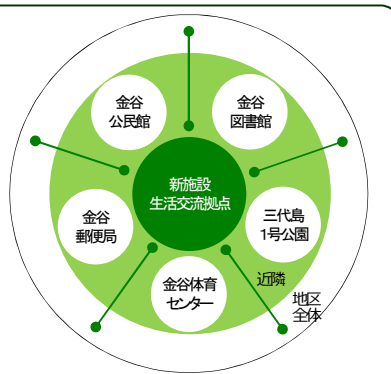 金谷
公民館
金谷
図書館
新施設
生活交流拠点
金谷
郵便局
三代島
1号公園
金谷体育
センター
近隣
地区
全体